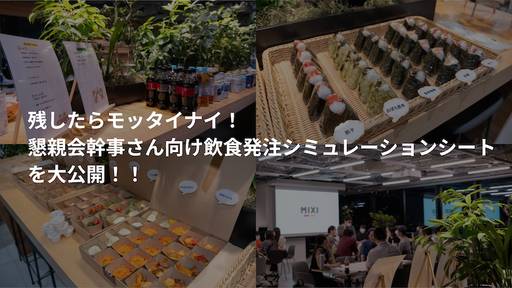 残したらモッタイナイ！
懇親会幹事さん向け飲食発注シミュレーションシート
を大公開！！
MIXI